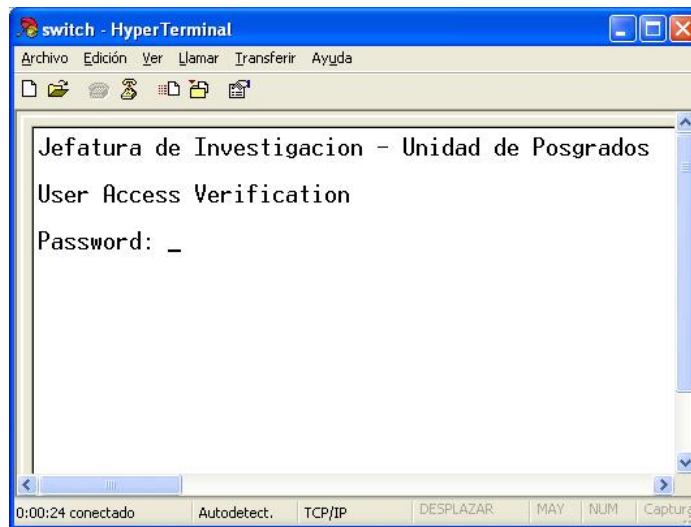 switch - HyperTerminal
Archivo Edición Ver Llamar Transferir Ayuda
Jefatura de Investigacion - Unidad de Posgrados
User Access Verification
Password: _
0:00:24 conectado Autodetect. TCP/IP DESPLAZAR MAY NUM Captura